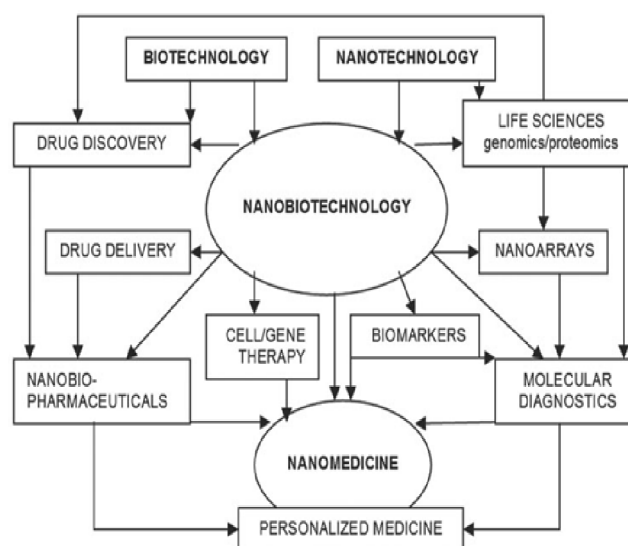 BIOTECHNOLOGY
NANOTECHNOLOGY
DRUG DISCOVERY
LIFE SCIENCES
genomics/proteomics
NANOBIOTECHNOLOGY
DRUG DELIVERY
NANOARRAYS
CELL/GENE
THERAPY
BIOMARKERS
NANOBIO-
PHARMACEUTICALS
MOLECULAR
DIAGNOSTICS
NANOMEDICINE
PERSONALIZED MEDICINE